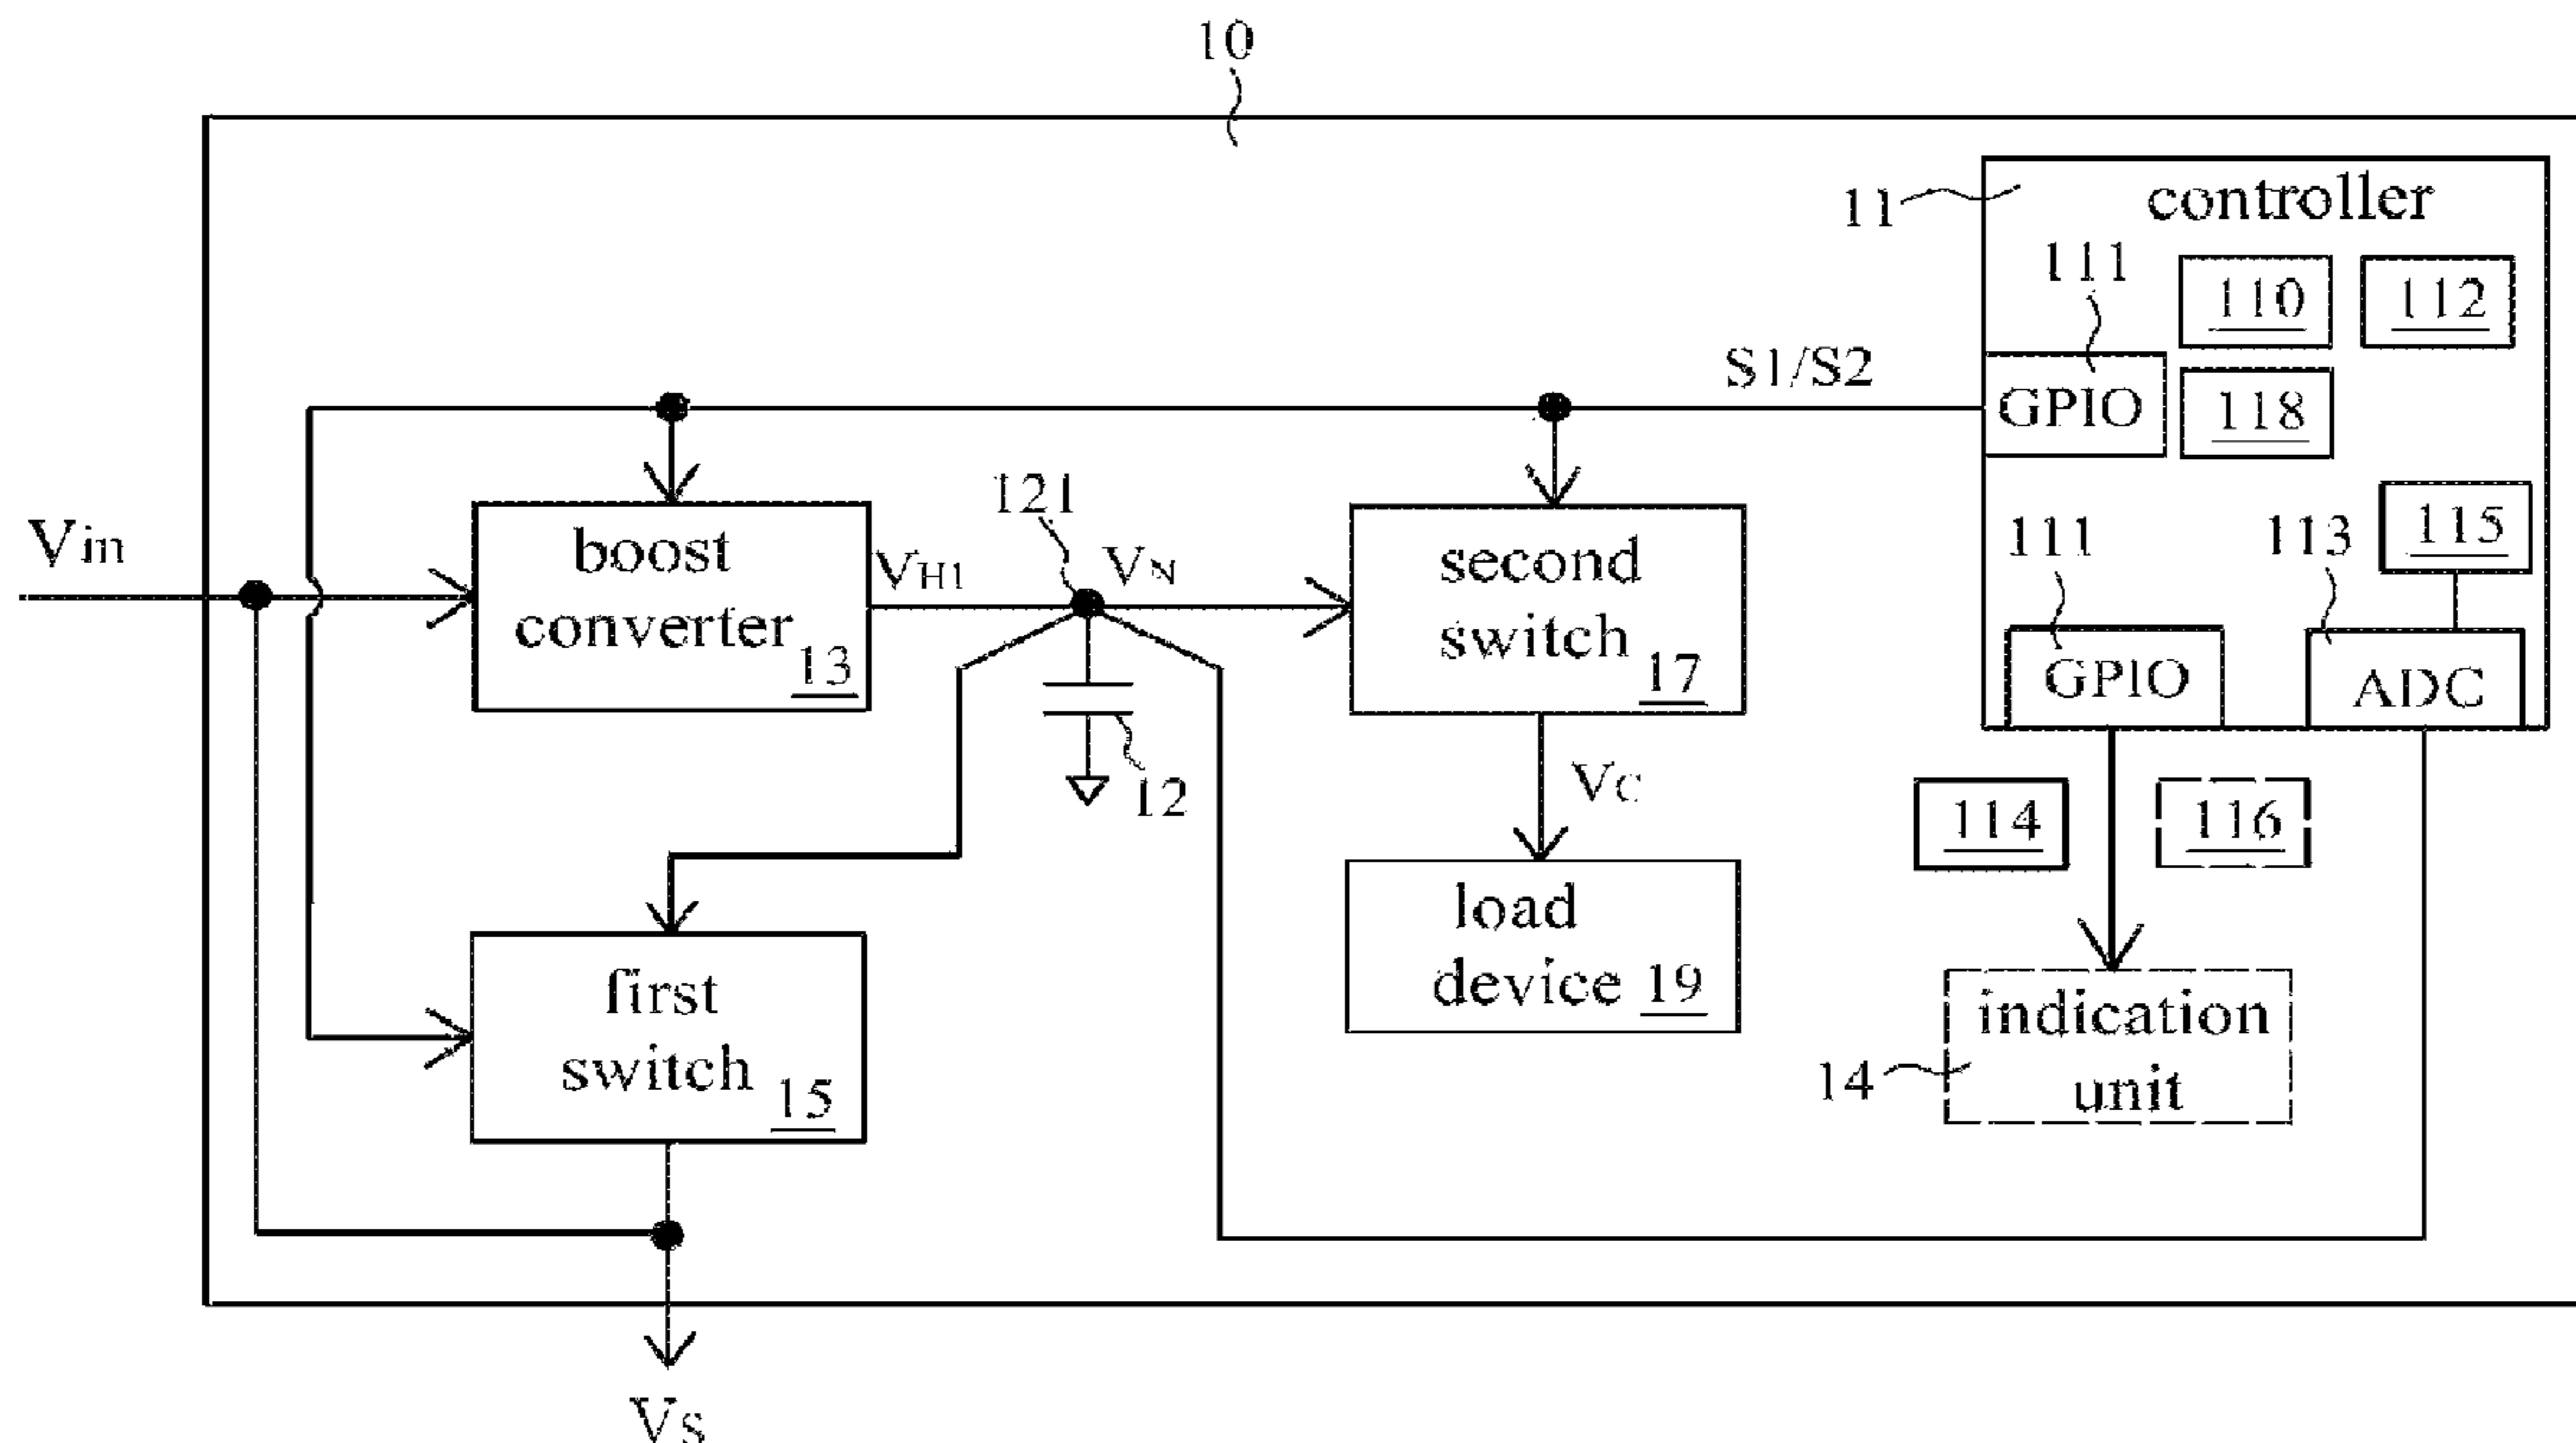 10
11
controller
111
110
112
S1/S2
GPIO
118
Vin
121
115
boost
converter
13
VH1
VN
second
switch
17
111
113
GPIO
ADC
12
VC
114
116
load
device 19
first
switch
15
indication
unit
14
VS